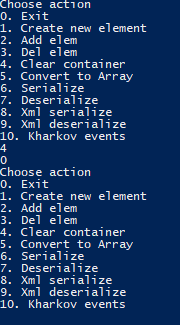 Choose action
0. Exit
1. Create new element
2. Add elem
3. Del elem
4. Clear container
5. Convert to Array
6. Serialize
7. Deserialize
8. Xml serialize
9. Xml deserialize
10. Kharkov events
4
0
Choose action
0. Exit
1. Create new element
2. Add elem
3. Del elem
4. Clear container
5. Convert to Array
6. Serialize
7. Deserialize
8. Xml serialize
9. Xml deserialize
10. Kharkov events